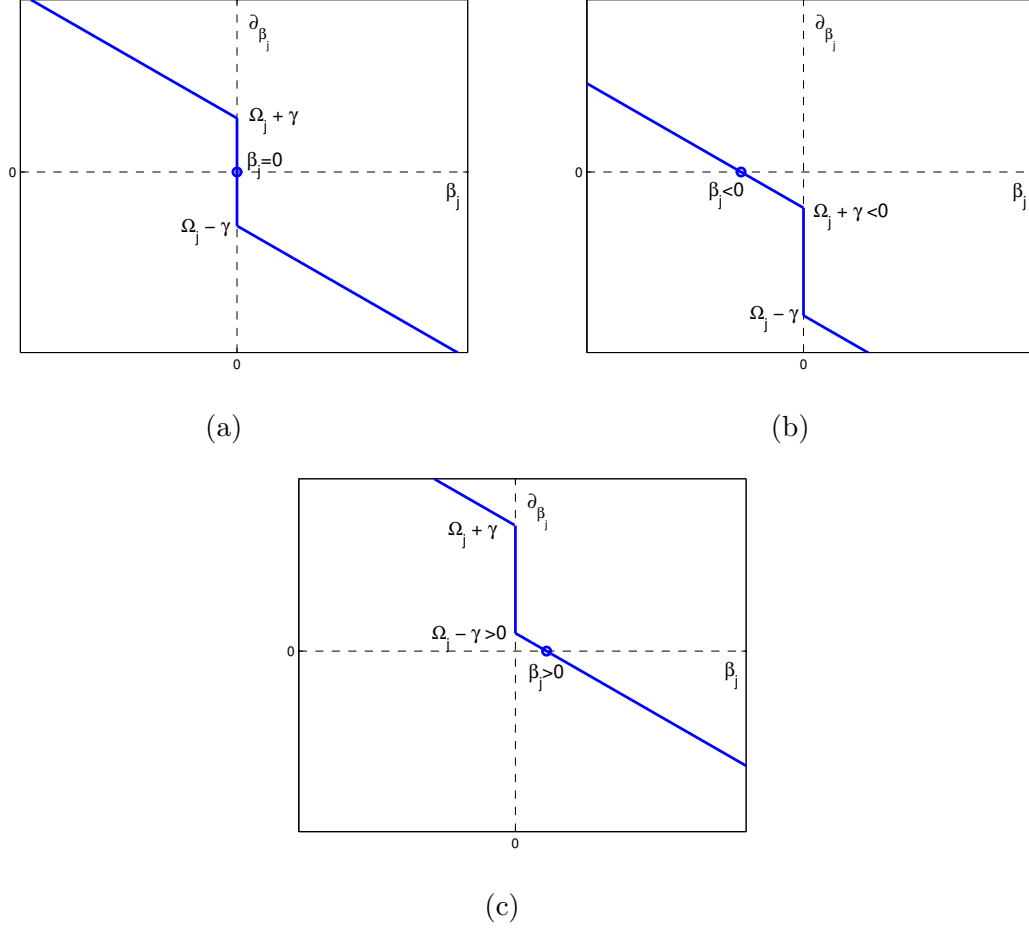 ∂β_j
Ω_j + γ
β_j=0
0
β_j
Ω_j − γ
0
(a)
∂β_j
0
β_j<0
β_j
Ω_j + γ <0
Ω_j − γ
0
(b)
∂β_j
Ω_j + γ
Ω_j − γ >0
0
β_j>0
β_j
0
(c)